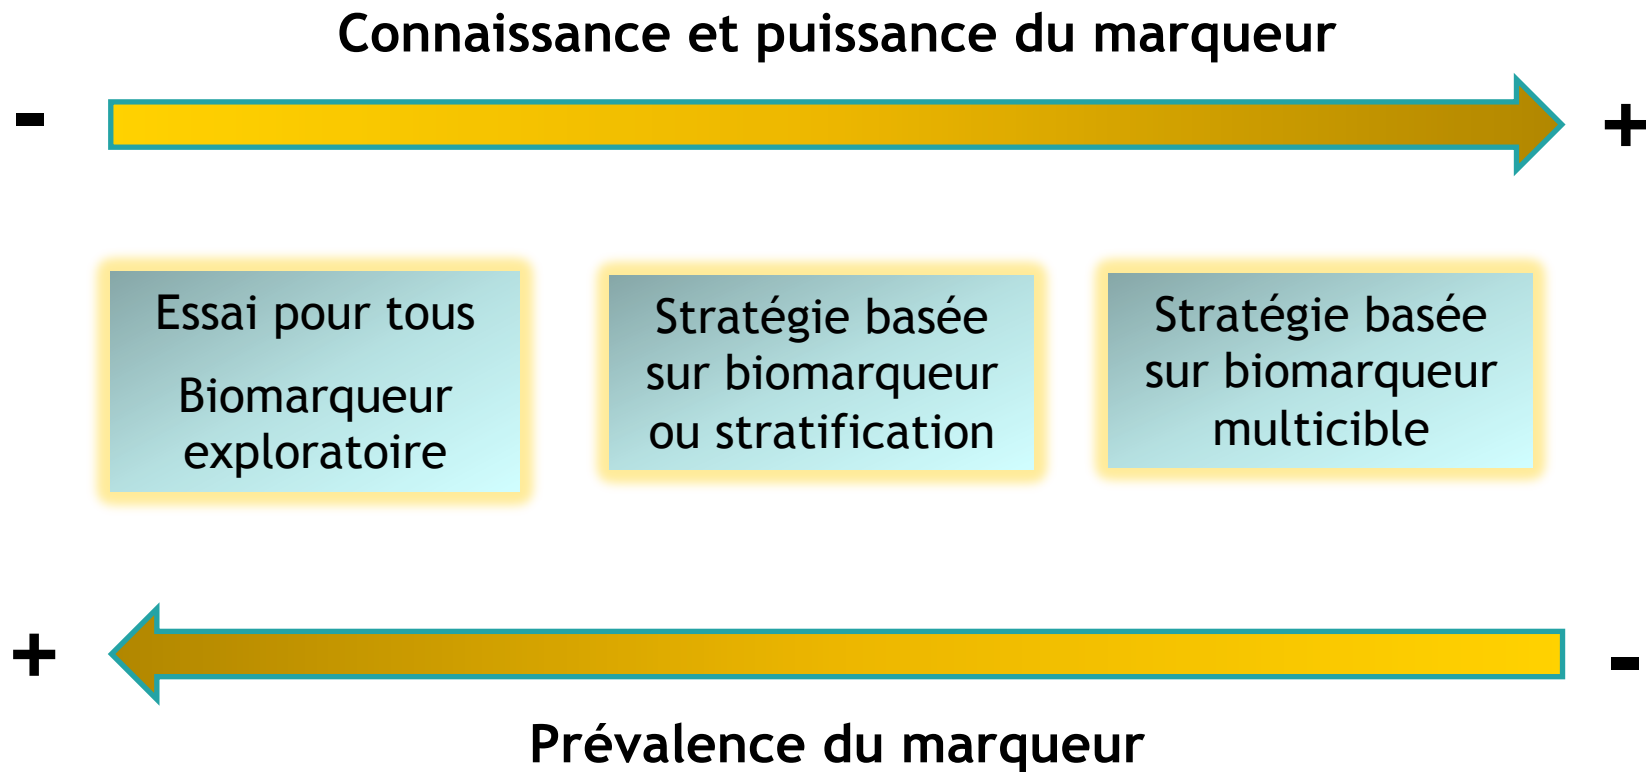 Connaissance et puissance du marqueur
-
+
Essai pour tous
Biomarqueur
exploratoire
Stratégie basée
sur biomarqueur
ou stratification
Stratégie basée
sur biomarqueur
multicible
+
-
Prévalence du marqueur